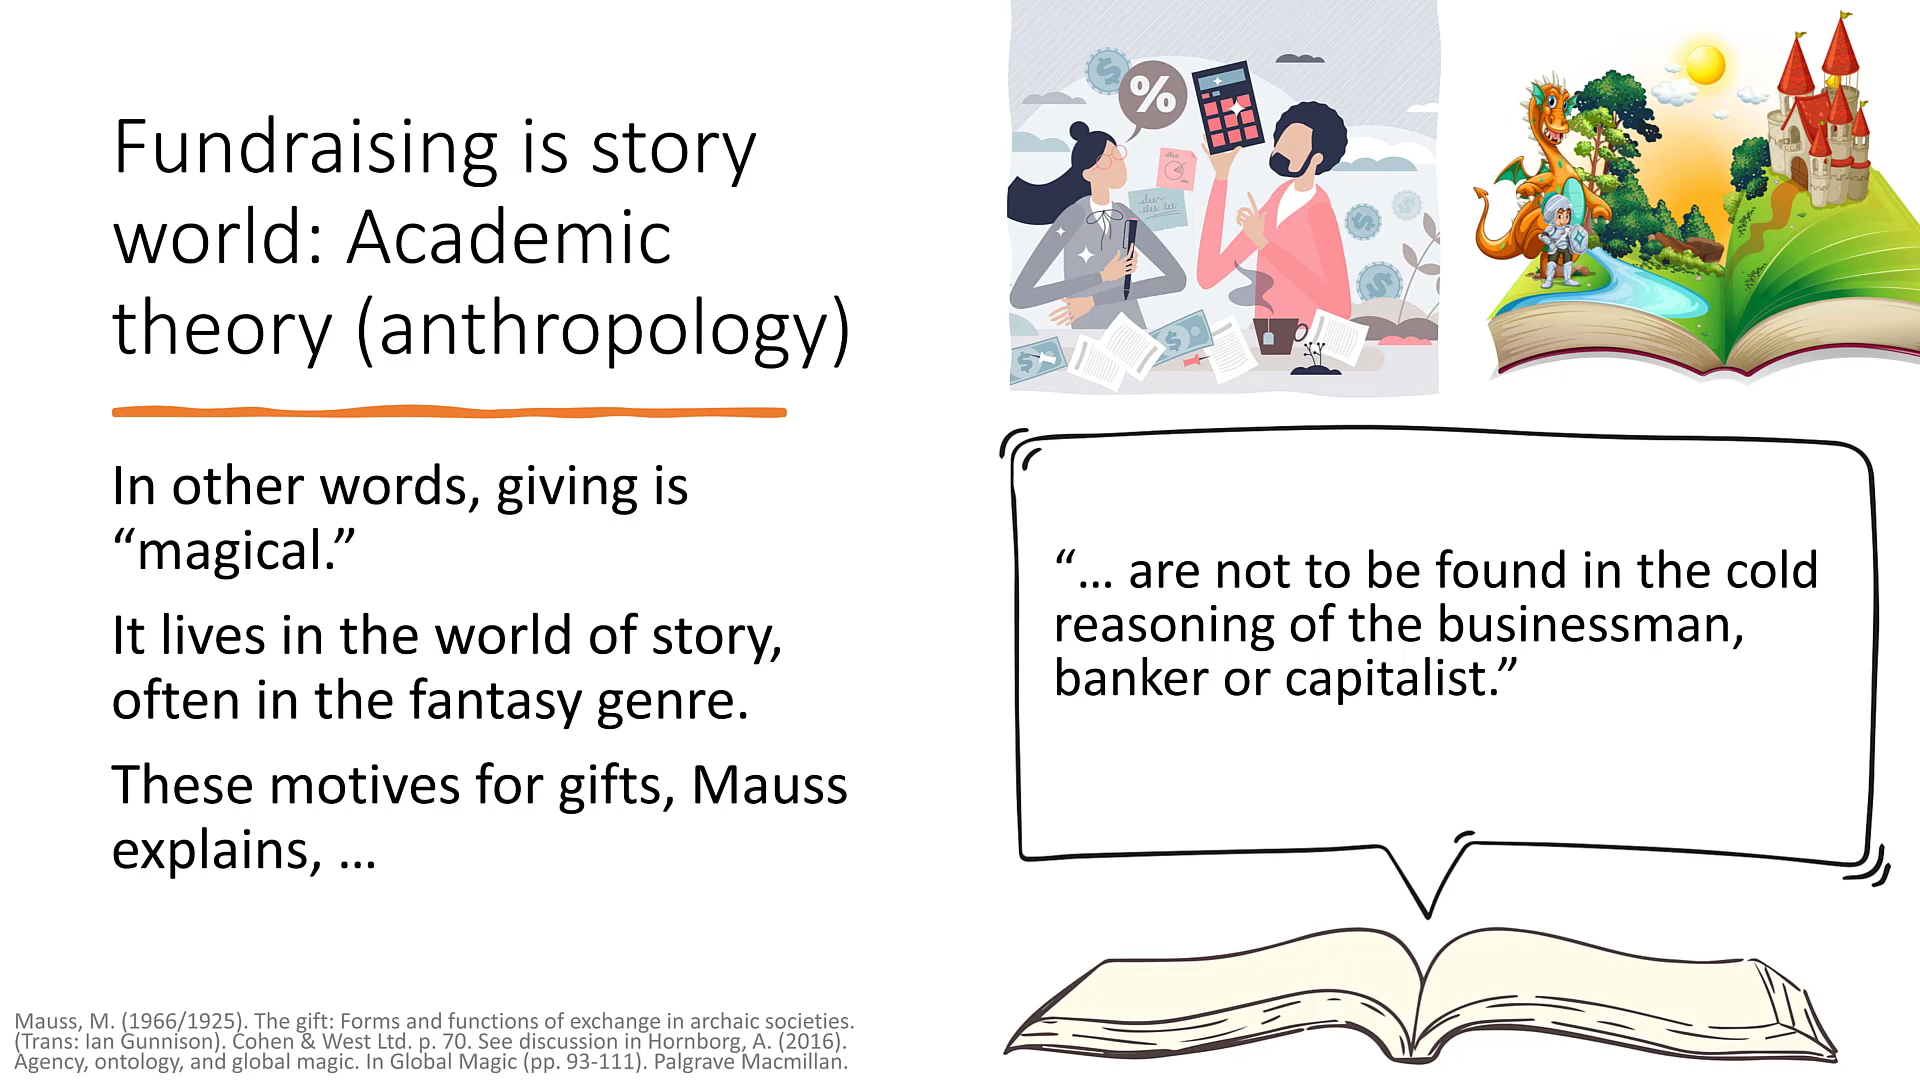 Fundraising is story
world: Academic
theory (anthropology)
In other words, giving is
“magical.”
It lives in the world of story,
often in the fantasy genre.
These motives for gifts, Mauss
explains, …
%
“… are not to be found in the cold
reasoning of the businessman,
banker or capitalist.”
Mauss, M. (1966/1925). The gift: Forms and functions of exchange in archaic societies.
(Trans: Ian Gunnison). Cohen & West Ltd. p. 70. See discussion in Hornborg, A. (2016).
Agency, ontology, and global magic. In Global Magic (pp. 93-111). Palgrave Macmillan.